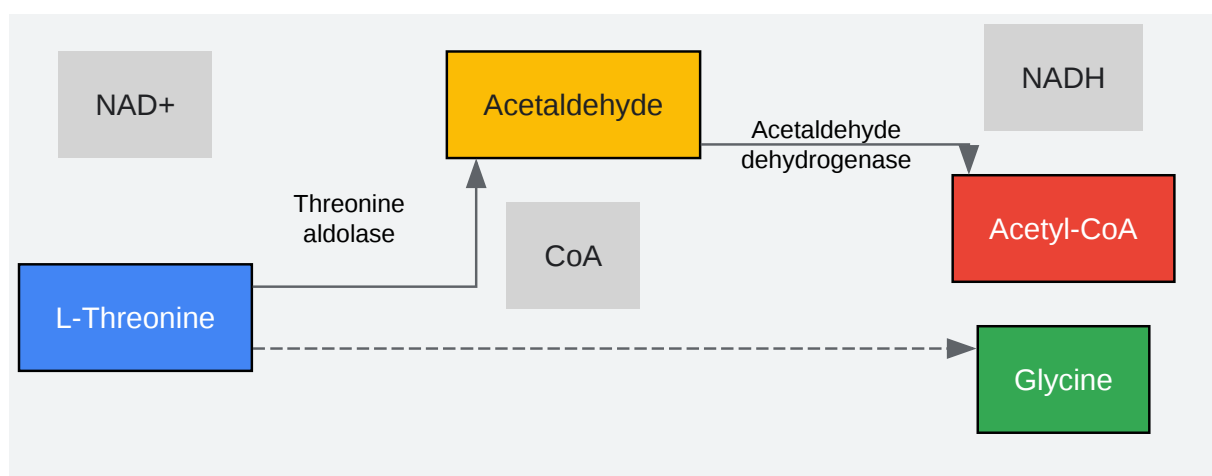 NAD+
Acetaldehyde
NADH
Acetaldehyde
dehydrogenase
Threonine
aldolase
CoA
Acetyl-CoA
L-Threonine
Glycine